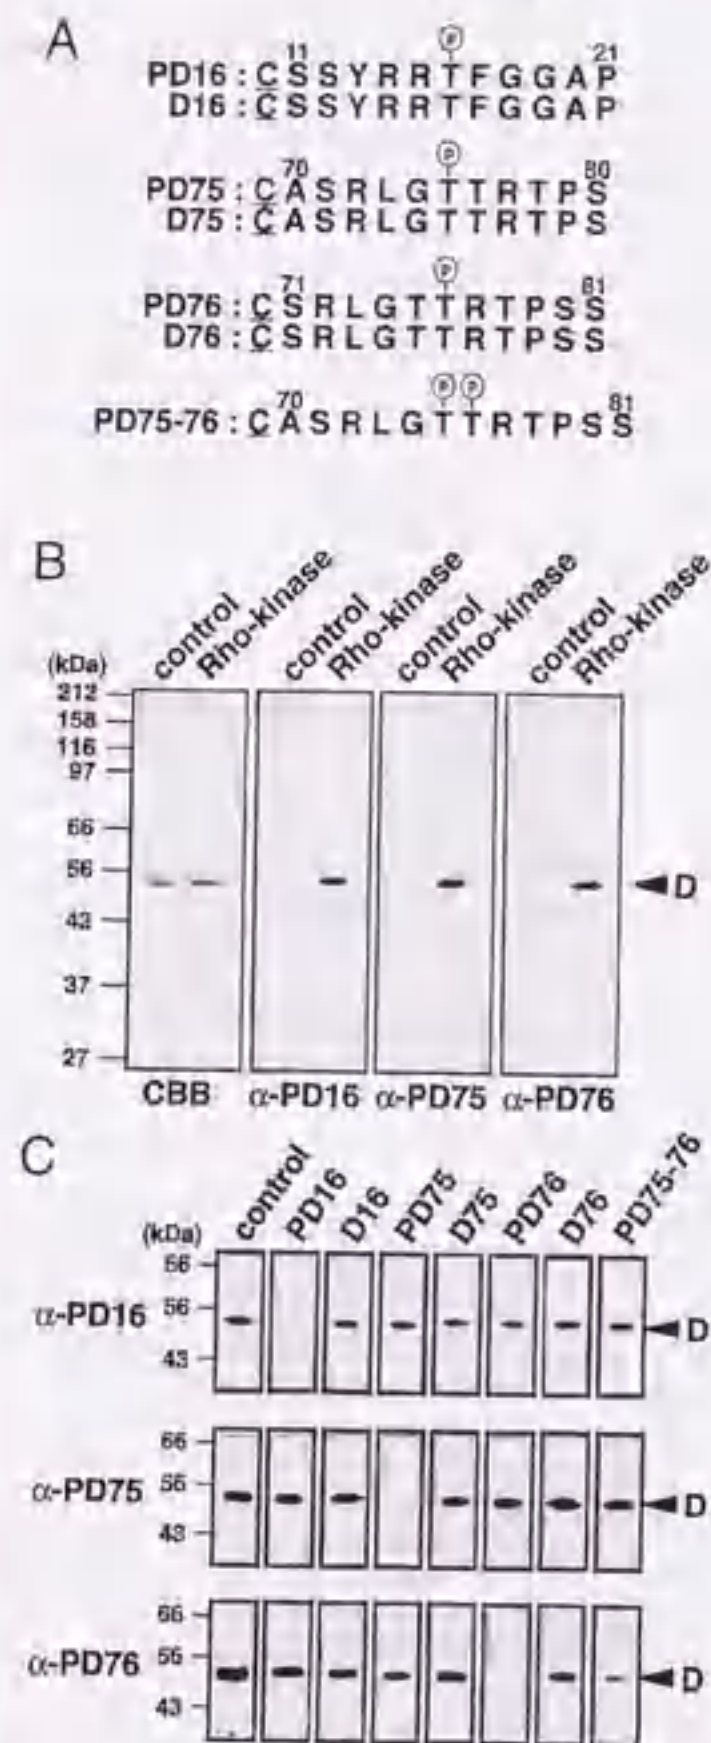 A
11 P 21
PD16 : C S S Y R R T F G G A P
D16 : C S S Y R R T F G G A P
P
70 80
PD75 : C A S R L G T T R T P S
D75 : C A S R L G T T R T P S
P
71 81
PD76 : C S R L G T T R T P S S
D76 : C S R L G T T R T P S S
P P
70 81
PD75-76 : C A S R L G T T R T P S S
B
control Rho-kinase control Rho-kinase control Rho-kinase control Rho-kinase
(kDa)
212
158
116
97
66
56 D
43
37
27
CBB α-PD16 α-PD75 α-PD76
C
control PD16 D16 PD75 D75 PD76 D76 PD75-76
(kDa)
56
α-PD16 56 D
43
66
α-PD75 56 D
43
66
α-PD76 56 D
43